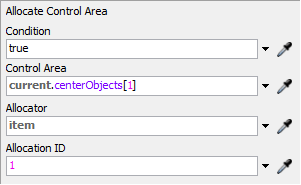 Allocate Control Area
Condition
true
Control Area
current.centerObjects[1]
Allocator
item
Allocation ID
1